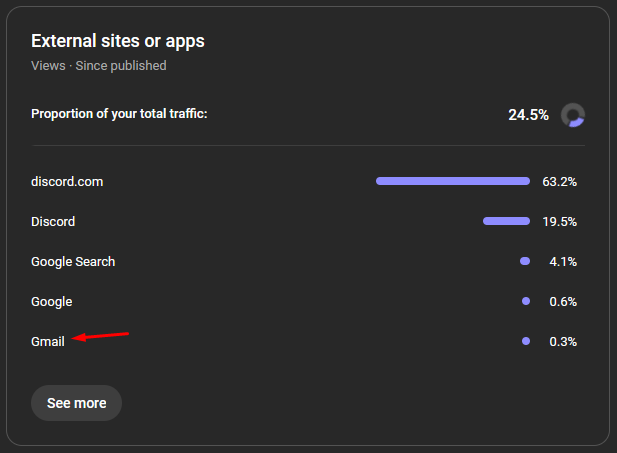 External sites or apps
Views · Since published
Proportion of your total traffic: 24.5%
discord.com 63.2%
Discord 19.5%
Google Search 4.1%
Google 0.6%
Gmail 0.3%
See more